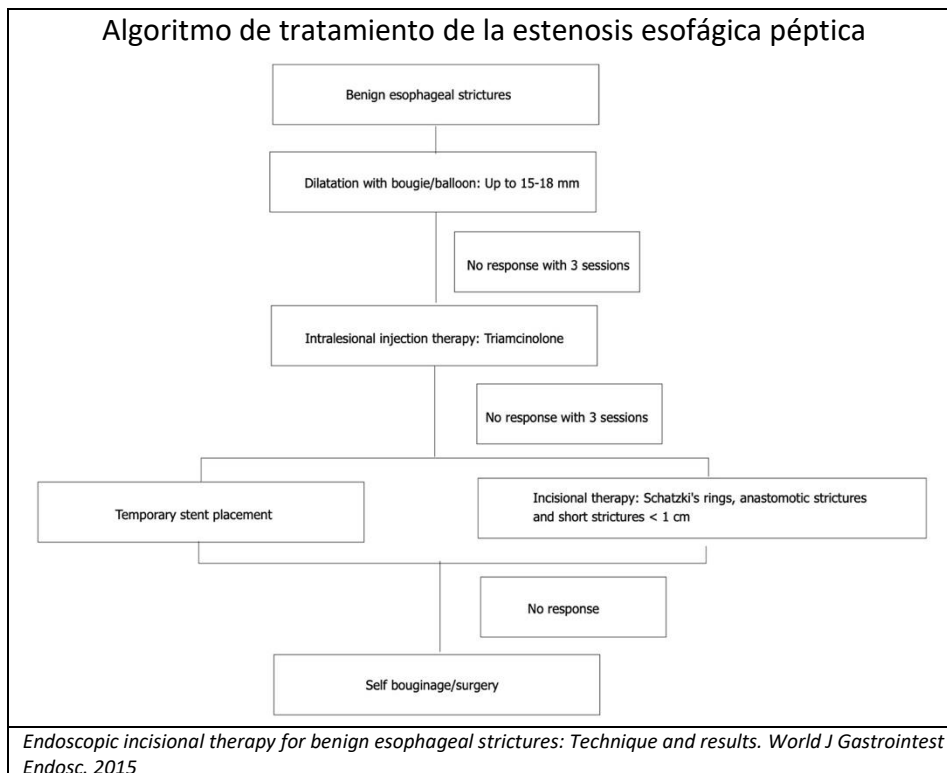 Algoritmo de tratamiento de la estenosis esofágica péptica
Benign esophageal strictures
Dilatation with bougie/balloon: Up to 15-18 mm
No response with 3 sessions
Intralesional injection therapy: Triamcinolone
No response with 3 sessions
Temporary stent placement
Incisional therapy: Schatzki's rings, anastomotic strictures
and short strictures < 1 cm
No response
Self bouginage/surgery
Endoscopic incisional therapy for benign esophageal strictures: Technique and results. World J Gastrointest
Endosc. 2015